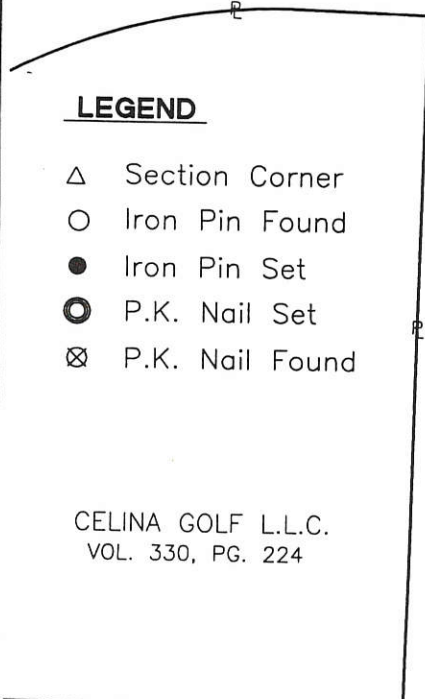 ℄
LEGEND
△ Section Corner
○ Iron Pin Found
● Iron Pin Set
◎ P.K. Nail Set
⊗ P.K. Nail Found
℄
CELINA GOLF L.L.C.
VOL. 330, PG. 224